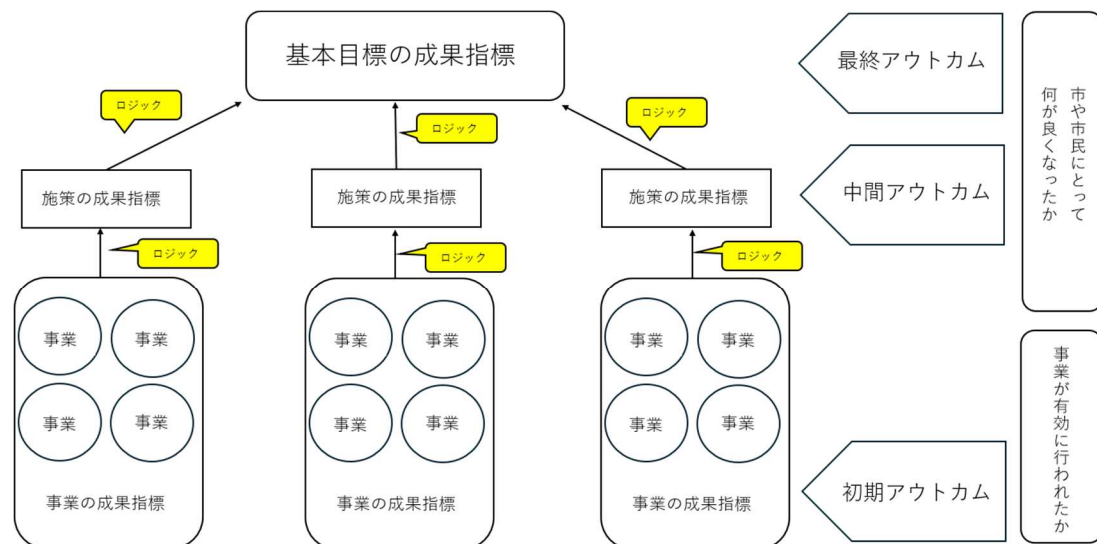 基本目標の成果指標
最終アウトカム
市や市民にとって
何が良くなったか
ロジック
ロジック
ロジック
施策の成果指標
施策の成果指標
施策の成果指標
中間アウトカム
ロジック
ロジック
ロジック
事業
事業
事業
事業
事業
事業
事業
事業
事業
事業
事業
事業
事業の成果指標
事業の成果指標
事業の成果指標
初期アウトカム
事業が有効に行われたか